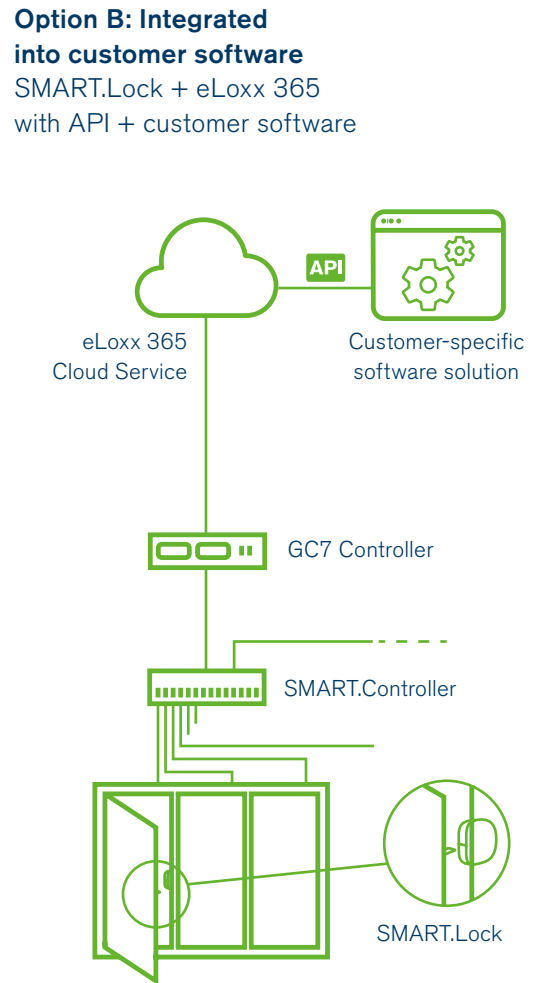 Option B: Integrated
into customer software
SMART.Lock + eLoxx 365
with API + customer software
API
eLoxx 365
Cloud Service
Customer-specific
software solution
GC7 Controller
SMART.Controller
SMART.Lock